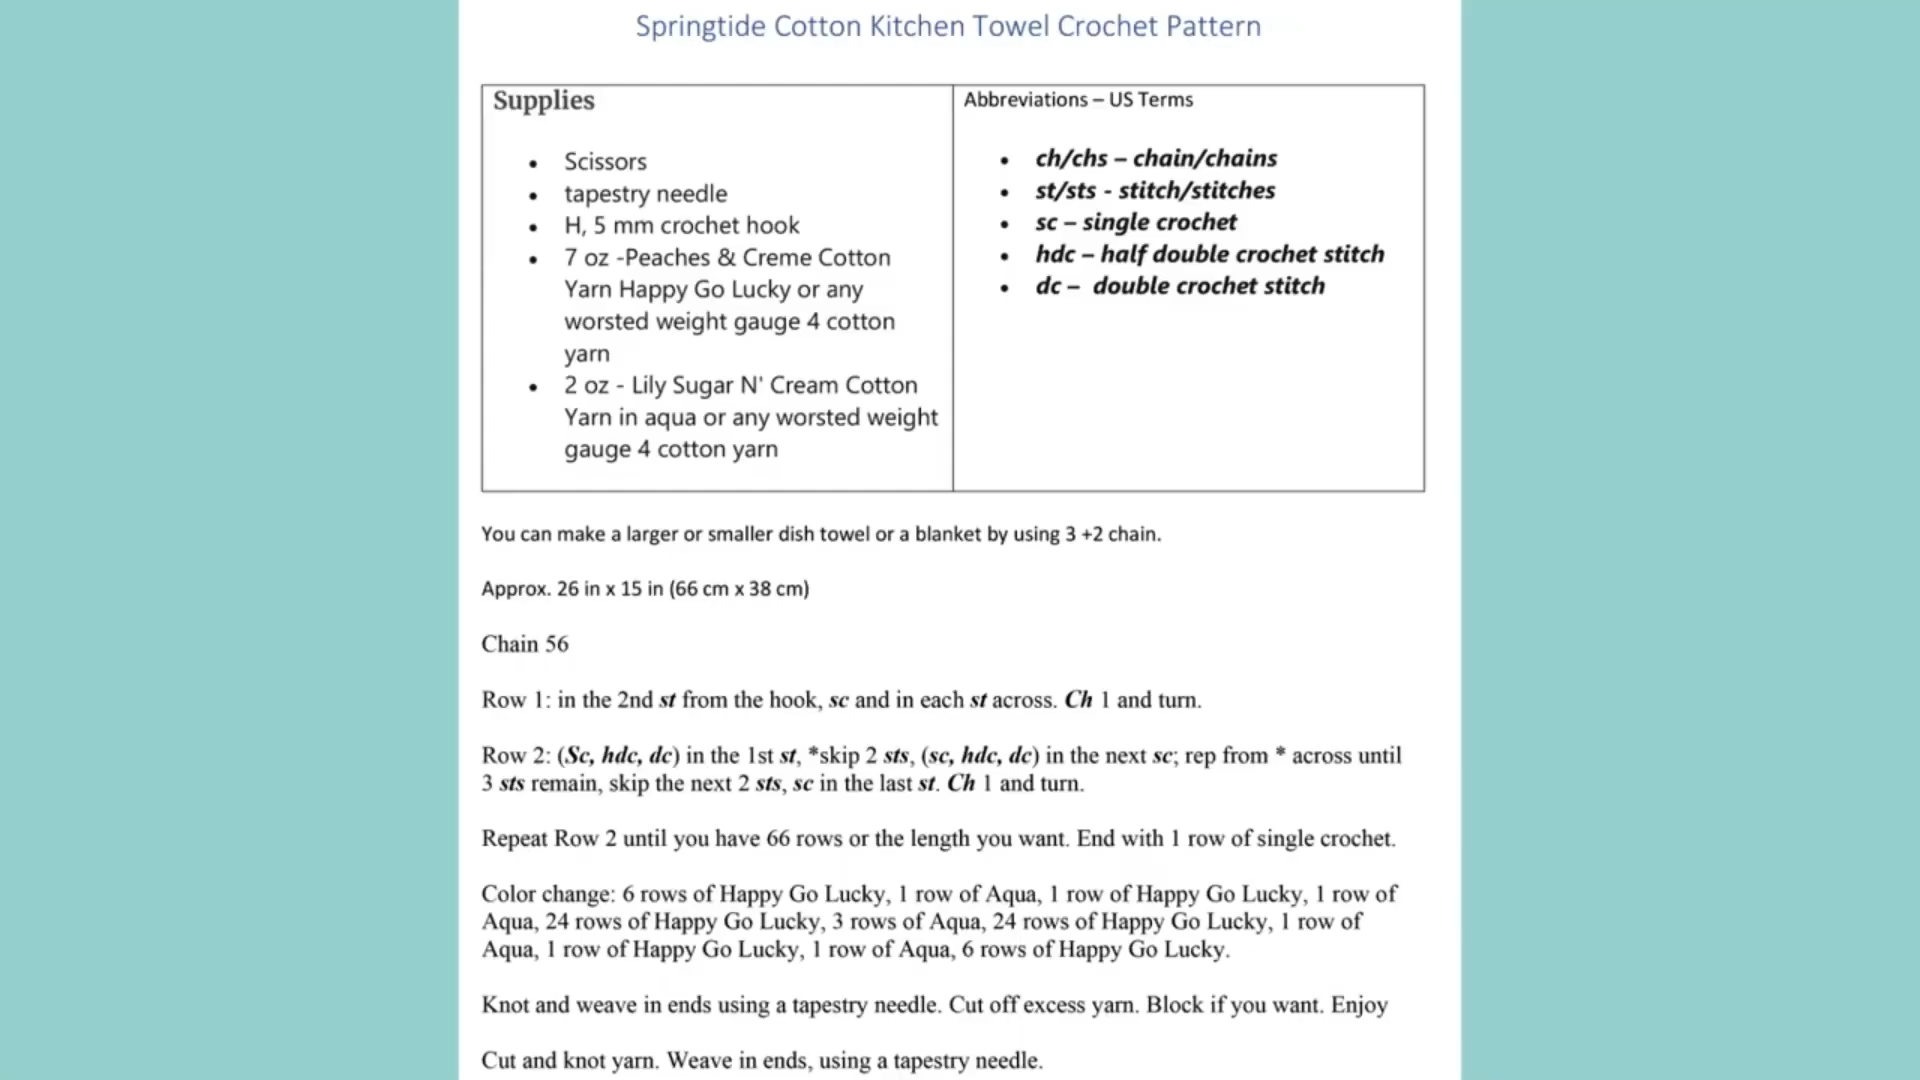 Springtide Cotton Kitchen Towel Crochet Pattern
Supplies
• Scissors
• tapestry needle
• H, 5 mm crochet hook
• 7 oz -Peaches & Creme Cotton
Yarn Happy Go Lucky or any
worsted weight gauge 4 cotton
yarn
• 2 oz - Lily Sugar N' Cream Cotton
Yarn in aqua or any worsted weight
gauge 4 cotton yarn
Abbreviations – US Terms
• ch/chs – chain/chains
• st/sts - stitch/stitches
• sc – single crochet
• hdc – half double crochet stitch
• dc – double crochet stitch
You can make a larger or smaller dish towel or a blanket by using 3 +2 chain.
Approx. 26 in x 15 in (66 cm x 38 cm)
Chain 56
Row 1: in the 2nd st from the hook, sc and in each st across. Ch 1 and turn.
Row 2: (Sc, hdc, dc) in the 1st st, *skip 2 sts, (sc, hdc, dc) in the next sc; rep from * across until
3 sts remain, skip the next 2 sts, sc in the last st. Ch 1 and turn.
Repeat Row 2 until you have 66 rows or the length you want. End with 1 row of single crochet.
Color change: 6 rows of Happy Go Lucky, 1 row of Aqua, 1 row of Happy Go Lucky, 1 row of
Aqua, 24 rows of Happy Go Lucky, 3 rows of Aqua, 24 rows of Happy Go Lucky, 1 row of
Aqua, 1 row of Happy Go Lucky, 1 row of Aqua, 6 rows of Happy Go Lucky.
Knot and weave in ends using a tapestry needle. Cut off excess yarn. Block if you want. Enjoy
Cut and knot yarn. Weave in ends, using a tapestry needle.